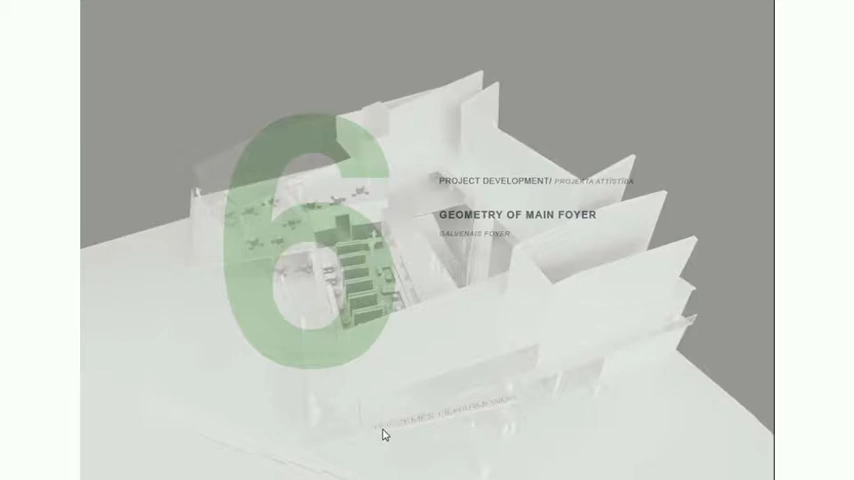 6
PROJECT DEVELOPMENT/ PROJEKTA ATTĪSTĪBA
GEOMETRY OF MAIN FOYER
GALVENAIS FOYER